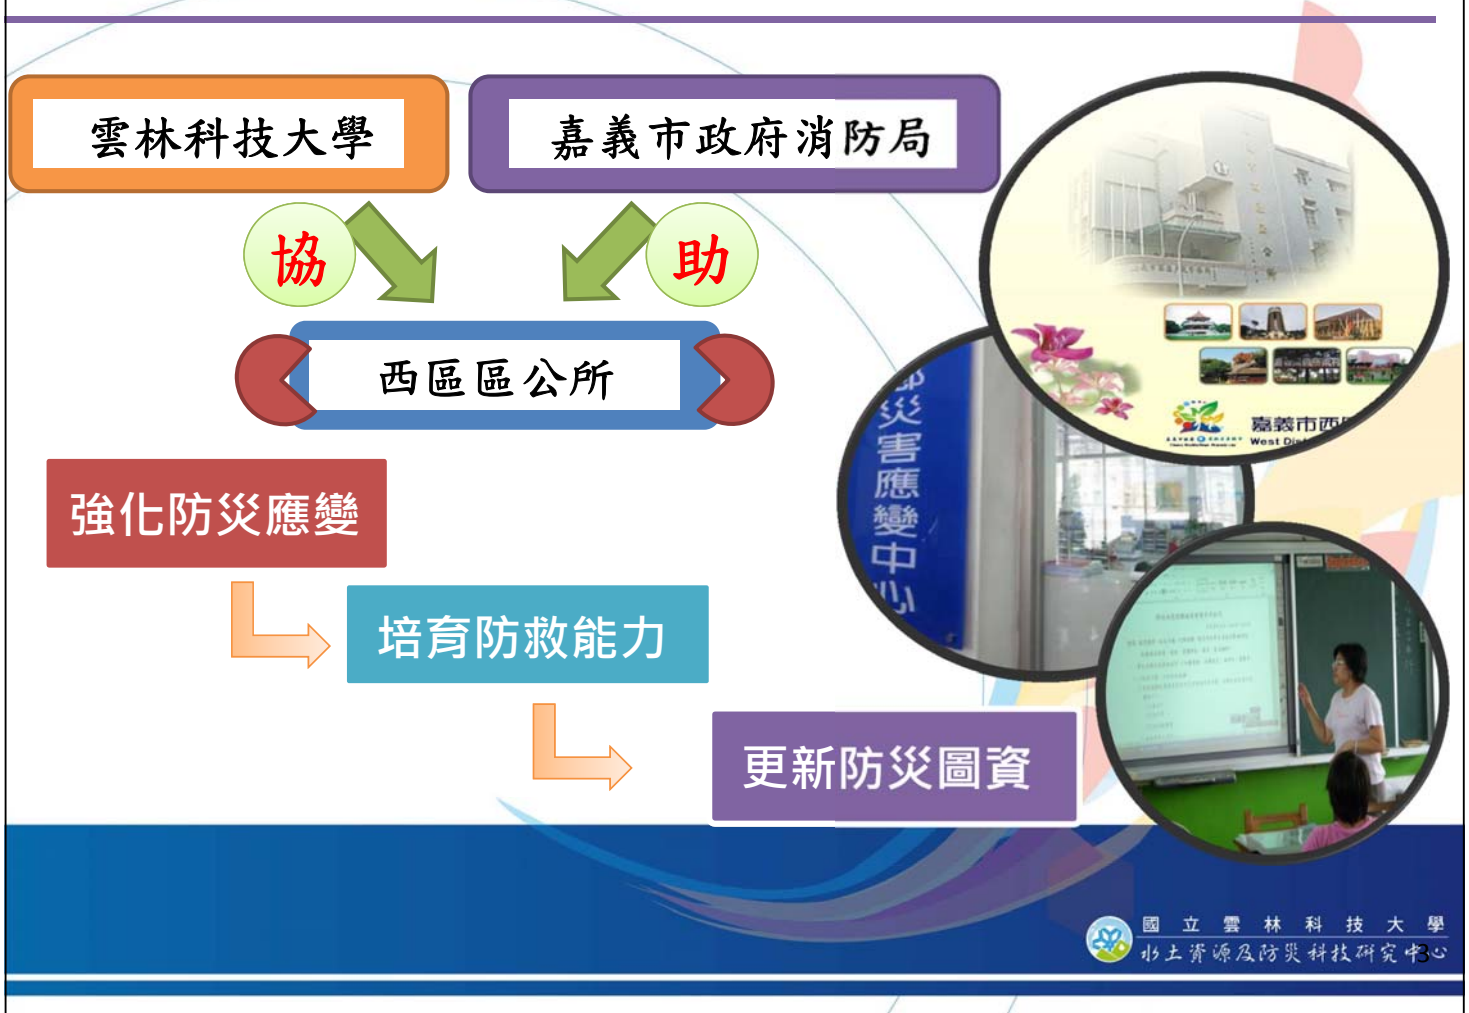 雲林科技大學
嘉義市政府消防局
協
助
西區區公所
強化防災應變
培育防救能力
更新防災圖資
嘉義市西
West Di
災害應變中心
國立雲林科技大學
水土資源及防災科技研究中心
3